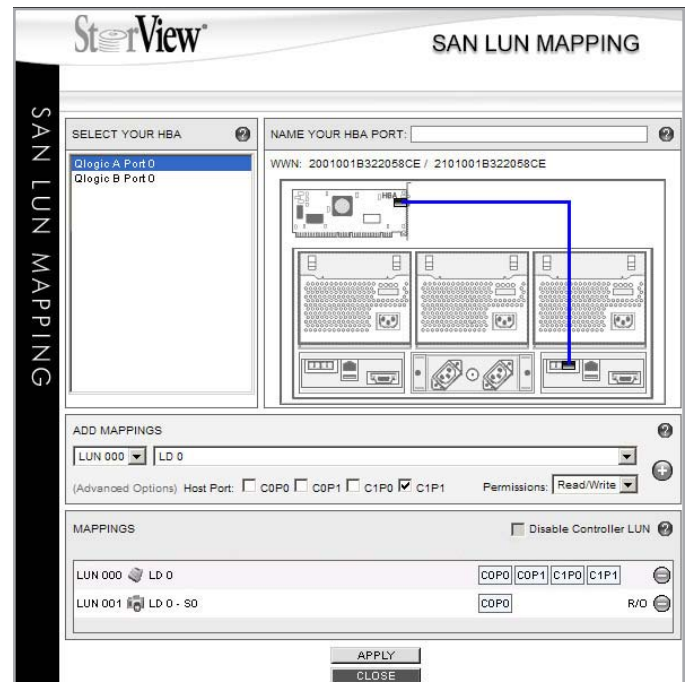 StorView
SAN LUN MAPPING
SAN LUN MAPPING
SELECT YOUR HBA ?
Qlogic A Port 0
Qlogic B Port 0
NAME YOUR HBA PORT: ?
WWN: 2001001B322058CE / 2101001B322058CE
HBA
ADD MAPPINGS ?
LUN 000 LD 0
(Advanced Options) Host Port: C0P0 C0P1 C1P0 C1P1 Permissions: Read/Write
MAPPINGS Disable Controller LUN ?
LUN 000 LD 0 C0P0 C0P1 C1P0 C1P1
LUN 001 LD 0 - S0 C0P0 R/O
APPLY
CLOSE